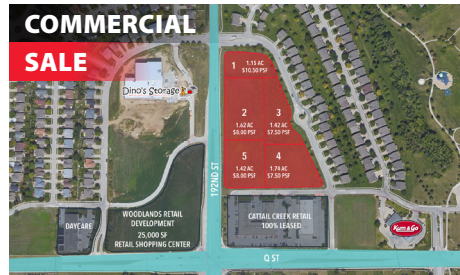 COMMERCIAL
SALE
Dino's Storage
1 1.15 AC
$10.50 PSF
2
1.62 AC
$8.00 PSF
3
1.42 AC
$7.50 PSF
5
1.42 AC
$8.00 PSF
4
1.74 AC
$7.50 PSF
192ND ST
DAYCARE
WOODLANDS RETAIL
DEVELOPMENT
25,000 SF
RETAIL SHOPPING CENTER
CATTAIL CREEK RETAIL
100% LEASED
Kum & Go
Q ST